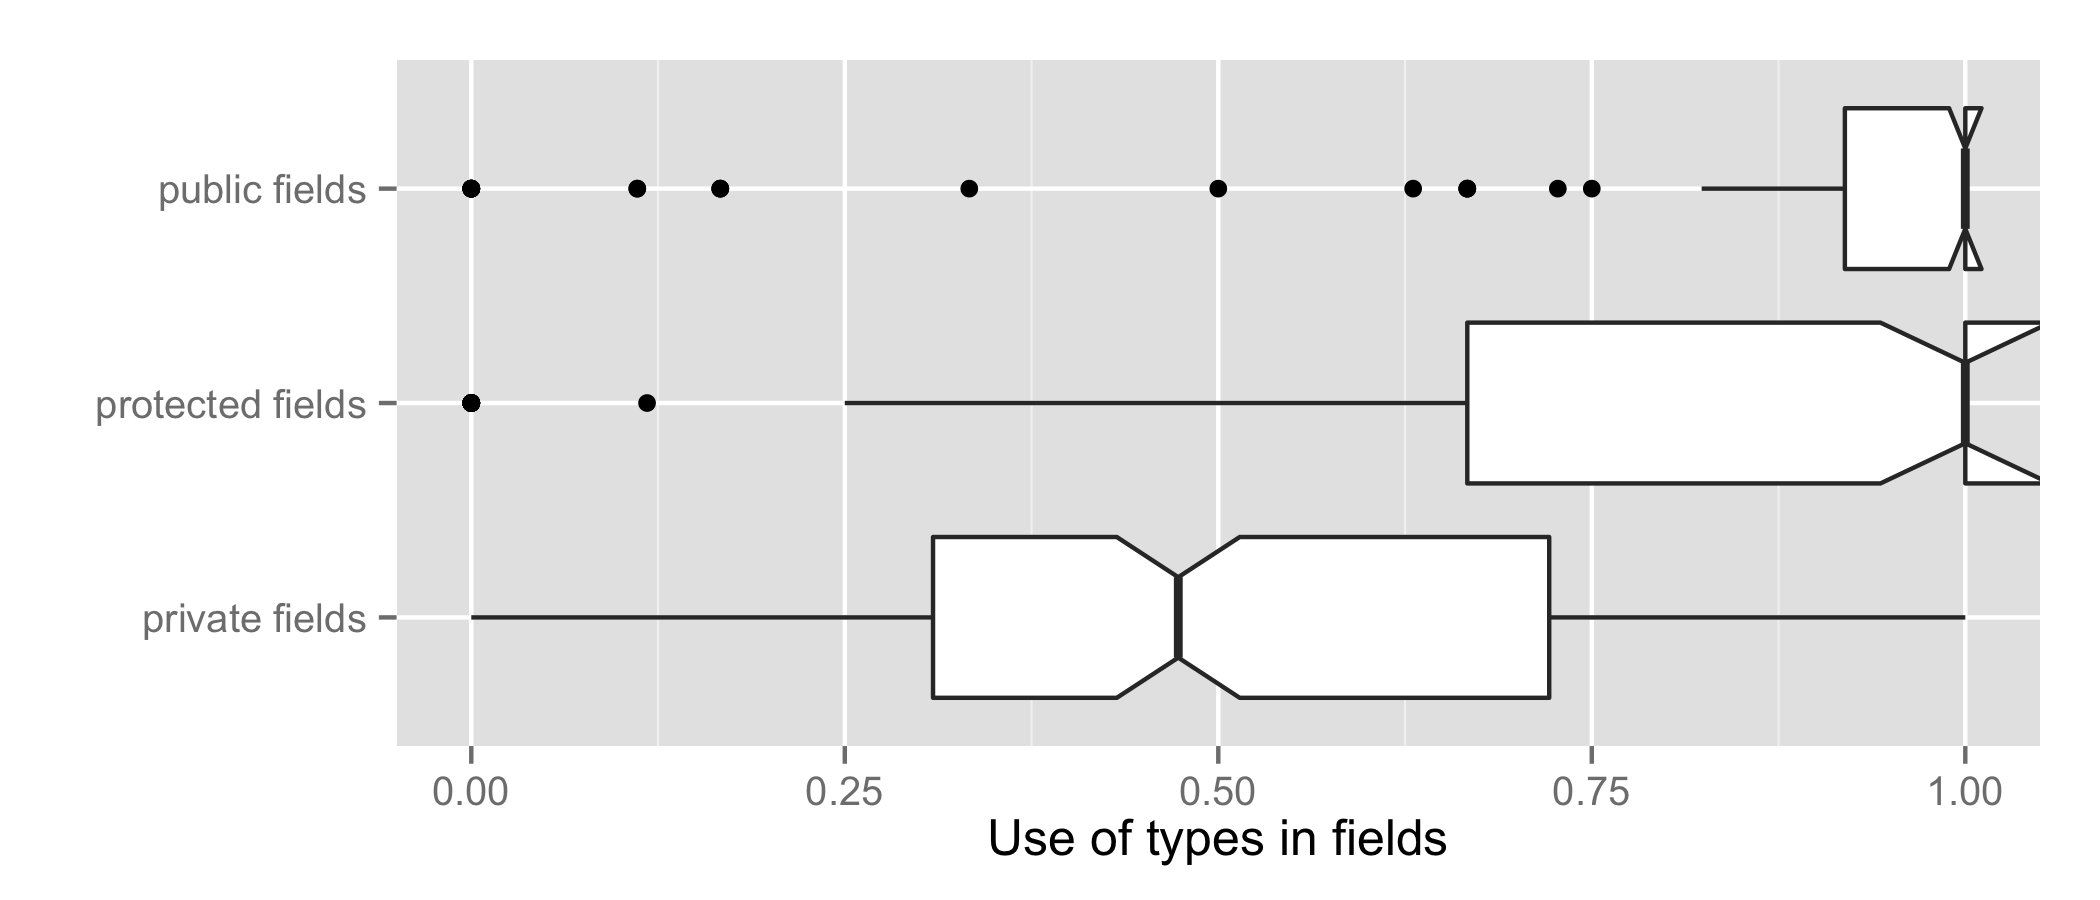 public fields
protected fields
private fields
0.00 0.25 0.50 0.75 1.00
Use of types in fields